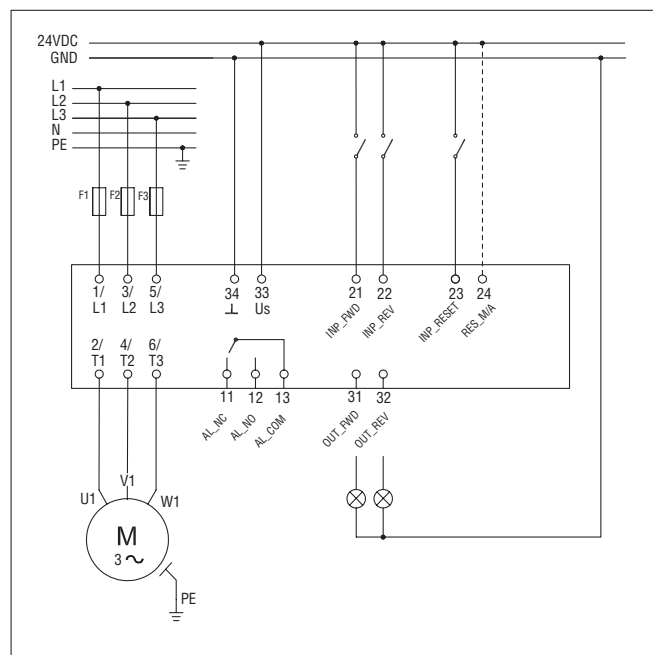 24VDC
GND
L1
L2
L3
N
PE
F1 F2 F3
1/ 3/ 5/ 34 33 21 22 23 24
L1 L2 L3 ⊥ Us
INP_FWD INP_REV INP_RESET RES_M/A
2/ 4/ 6/
T1 T2 T3
11 12 13 31 32
AL_NC AL_NO AL_COM OUT_FWD OUT_REV
U1 V1 W1
M
3 ~
PE